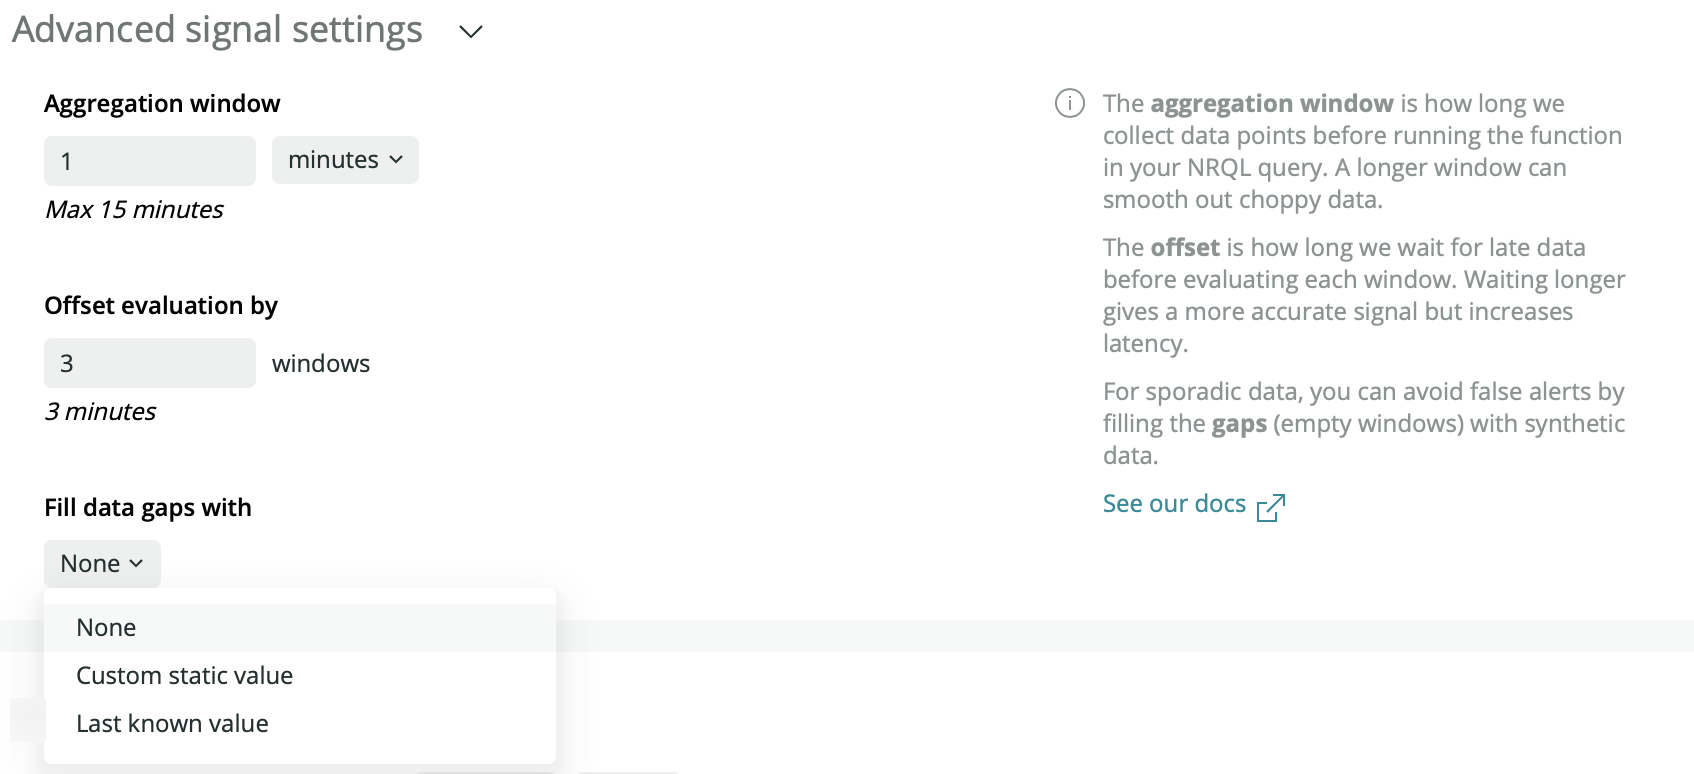 Advanced signal settings
Aggregation window
1 minutes
Max 15 minutes
Offset evaluation by
3 windows
3 minutes
Fill data gaps with
None
None
Custom static value
Last known value
The aggregation window is how long we
collect data points before running the function
in your NRQL query. A longer window can
smooth out choppy data.
The offset is how long we wait for late data
before evaluating each window. Waiting longer
gives a more accurate signal but increases
latency.
For sporadic data, you can avoid false alerts by
filling the gaps (empty windows) with synthetic
data.
See our docs